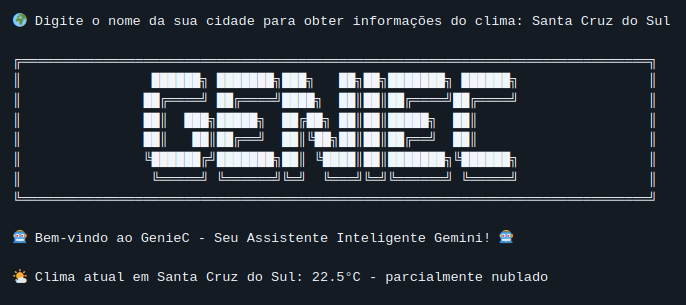 🌍 Digite o nome da sua cidade para obter informações do clima: Santa Cruz do Sul
GENIEC
🤖 Bem-vindo ao GenieC - Seu Assistente Inteligente Gemini! 🤖
🌤️ Clima atual em Santa Cruz do Sul: 22.5°C - parcialmente nublado